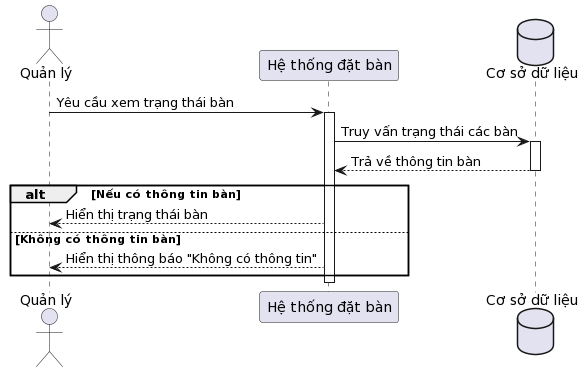 Quản lý
Hệ thống đặt bàn
Cơ sở dữ liệu
Yêu cầu xem trạng thái bàn
Truy vấn trạng thái các bàn
Trả về thông tin bàn
alt [Nếu có thông tin bàn]
Hiển thị trạng thái bàn
[Không có thông tin bàn]
Hiển thị thông báo "Không có thông tin"
Quản lý
Hệ thống đặt bàn
Cơ sở dữ liệu